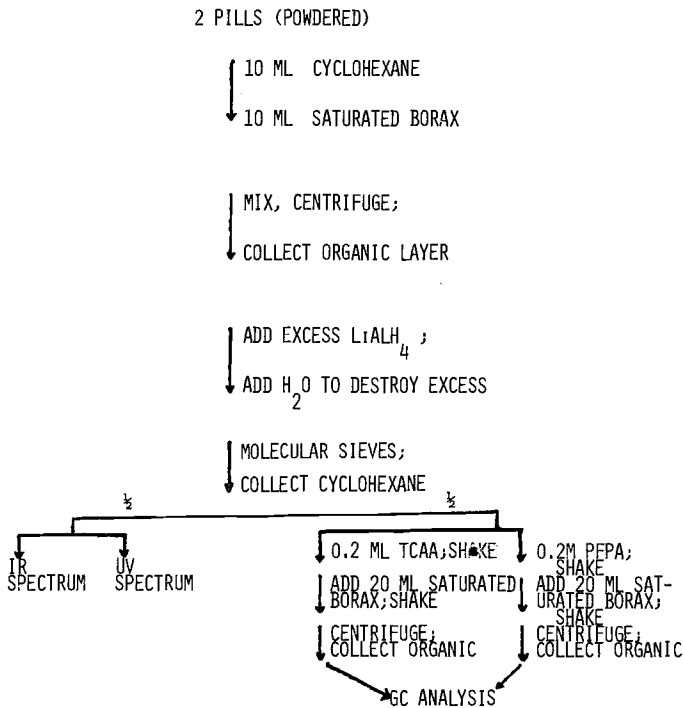 2 PILLS (POWDERED)
10 ML CYCLOHEXANE
10 ML SATURATED BORAX
MIX, CENTRIFUGE;
COLLECT ORGANIC LAYER
ADD EXCESS LIALH4 ;
ADD H2O TO DESTROY EXCESS
MOLECULAR SIEVES;
COLLECT CYCLOHEXANE
½ ½
IR
SPECTRUM
UV
SPECTRUM
0.2 ML TCAA;SHAKE
ADD 20 ML SATURATED
BORAX;SHAKE
CENTRIFUGE;
COLLECT ORGANIC
0.2M PFPA;
SHAKE
ADD 20 ML SAT-
URATED BORAX;
SHAKE
CENTRIFUGE;
COLLECT ORGANIC
GC ANALYSIS